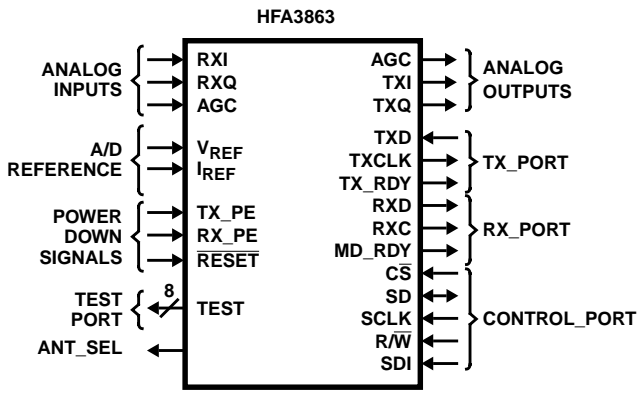 HFA3863
ANALOG
INPUTS
RXI
RXQ
AGC
A/D
REFERENCE
VREF
IREF
POWER
DOWN
SIGNALS
TX_PE
RX_PE
RESET
TEST
PORT
8
TEST
ANT_SEL
AGC
TXI
TXQ
ANALOG
OUTPUTS
TXD
TXCLK
TX_RDY
TX_PORT
RXD
RXC
MD_RDY
RX_PORT
CS
SD
SCLK
R/W
SDI
CONTROL_PORT